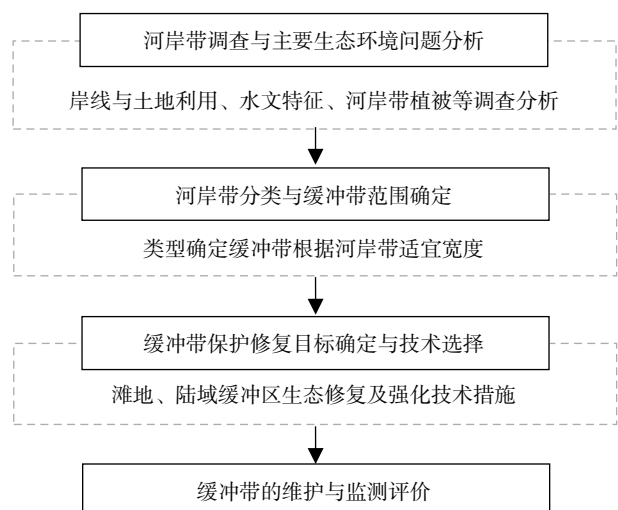 河岸带调查与主要生态环境问题分析
岸线与土地利用、水文特征、河岸带植被等调查分析
河岸带分类与缓冲带范围确定
类型确定缓冲带根据河岸带适宜宽度
缓冲带保护修复目标确定与技术选择
滩地、陆域缓冲区生态修复及强化技术措施
缓冲带的维护与监测评价